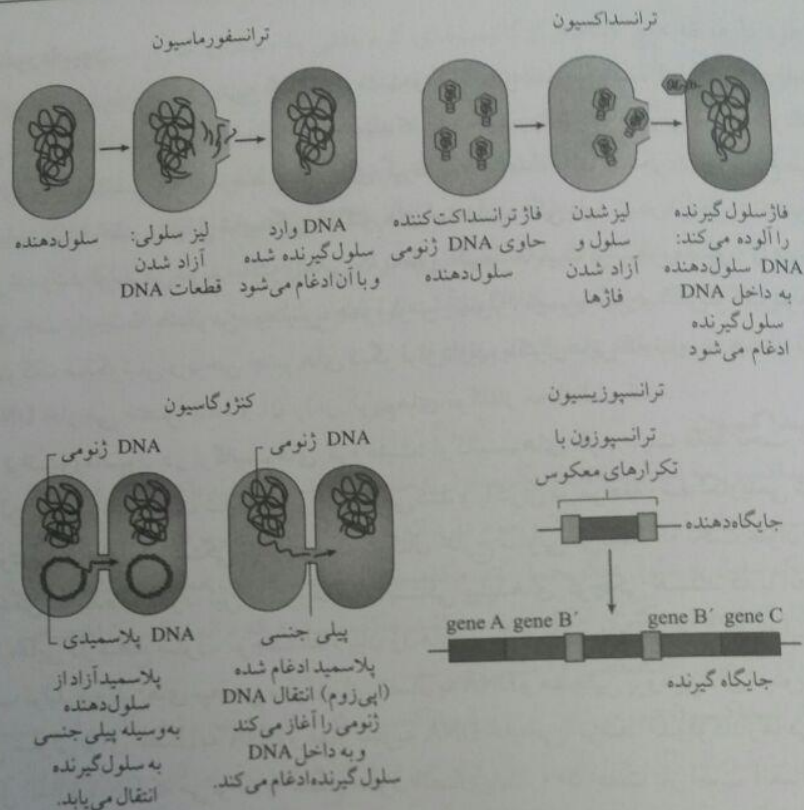 ترانسفورماسیون
سلول‌دهنده
لیز سلولی:
آزاد شدن
قطعات DNA
DNA وارد
سلول‌گیرنده شده
و با آن ادغام می‌شود
ترانسداکسیون
فاژ ترانسداکت‌کننده
حاوی DNA ژنومی
سلول‌دهنده
لیز شدن
سلول و
آزاد شدن
فاژها
فاژ سلول گیرنده
را آلوده می‌کند:
DNA سلول‌دهنده
به داخل DNA
سلول گیرنده
ادغام می‌شود
کنژوگاسیون
DNA ژنومی
DNA پلاسمیدی
پلاسمید آزاد از
سلول‌دهنده
به‌وسیله پیلی جنسی
به سلول گیرنده
انتقال می‌یابد.
DNA ژنومی
پیلی جنسی
پلاسمید ادغام شده
(اپی‌زوم) انتقال DNA
ژنومی را آغاز می‌کند
و به داخل DNA
سلول گیرنده ادغام می‌کند.
ترانسپوزیسیون
ترانسپوزون با
تکرارهای معکوس
جایگاه‌دهنده
gene A gene B´ gene B´ gene C
جایگاه گیرنده